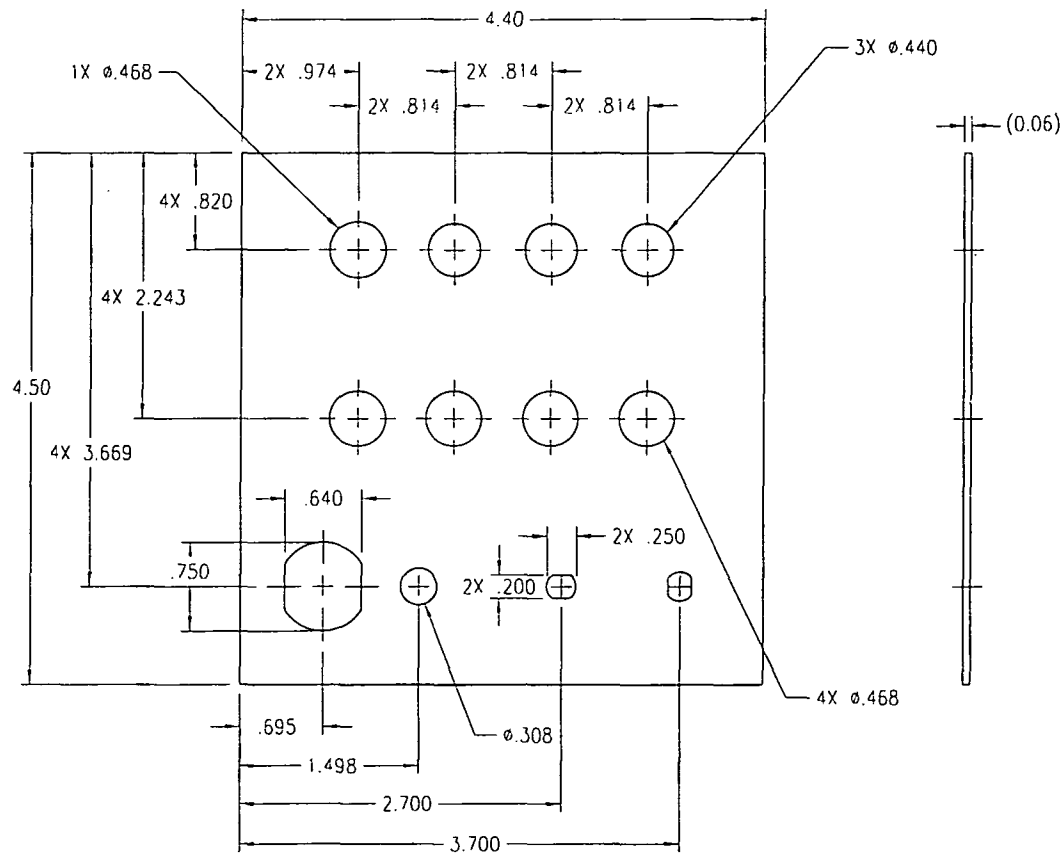 4.40
3X ø.440
1X ø.468
2X .974
2X .814
2X .814
2X .814
(0.06)
4X .820
4X 2.243
4.50
4X 3.669
.640
2X .250
.750
2X .200
4X ø.468
.695
ø.308
1.498
2.700
3.700